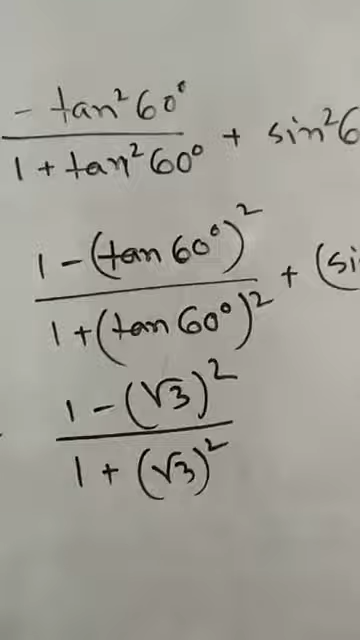 - tan²60° / 1 + tan²60° + sin²6
1 - (tan 60°)² / 1 + (tan 60°)² + (si
1 - (√3)² / 1 + (√3)²